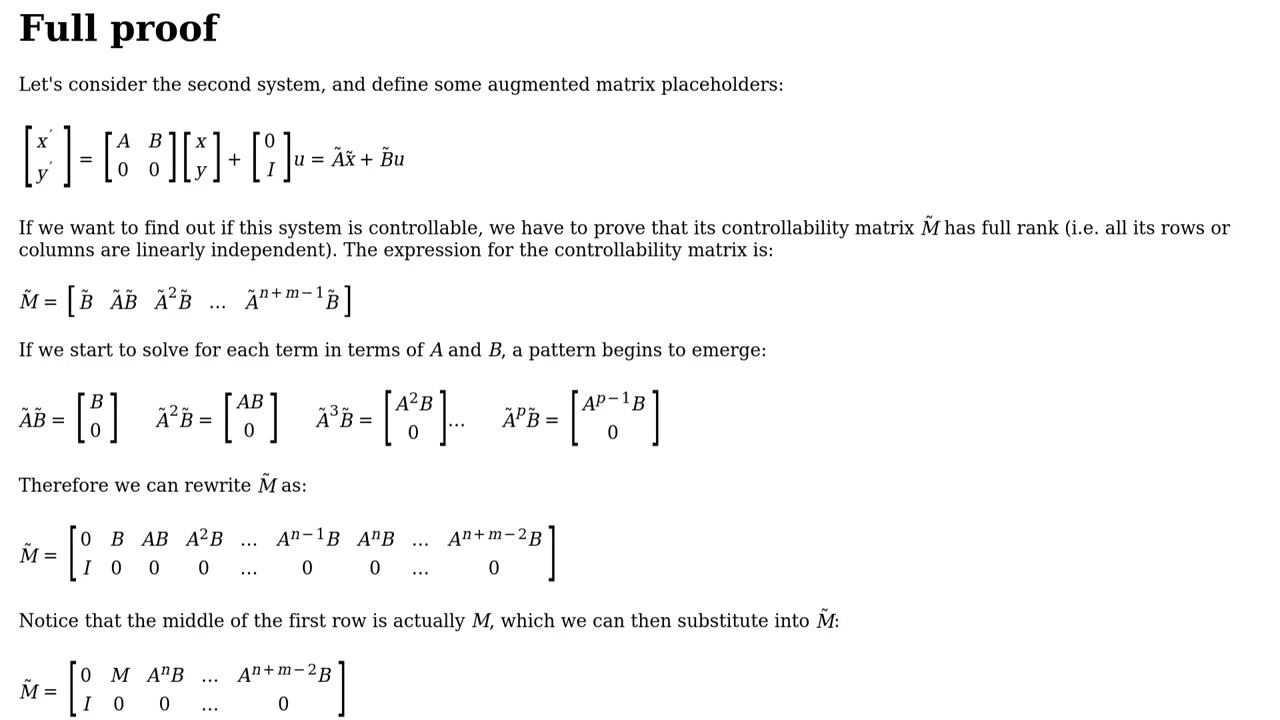 Full proof
Let's consider the second system, and define some augmented matrix placeholders:
[x′ ; y′] = [A B ; 0 0][x ; y] + [0 ; I]u = Ãx̃ + B̃u
If we want to find out if this system is controllable, we have to prove that its controllability matrix M̃ has full rank (i.e. all its rows or
columns are linearly independent). The expression for the controllability matrix is:
M̃ = [B̃ ÃB̃ Ã²B̃ ... Ãⁿ⁺ᵐ⁻¹B̃]
If we start to solve for each term in terms of A and B, a pattern begins to emerge:
ÃB̃ = [B ; 0] Ã²B̃ = [AB ; 0] Ã³B̃ = [A²B ; 0]... ÃᵖB̃ = [Aᵖ⁻¹B ; 0]
Therefore we can rewrite M̃ as:
M̃ = [0 B AB A²B ... Aⁿ⁻¹B AⁿB ... Aⁿ⁺ᵐ⁻²B ; I 0 0 0 ... 0 0 ... 0]
Notice that the middle of the first row is actually M, which we can then substitute into M̃:
M̃ = [0 M AⁿB ... Aⁿ⁺ᵐ⁻²B ; I 0 0 ... 0]